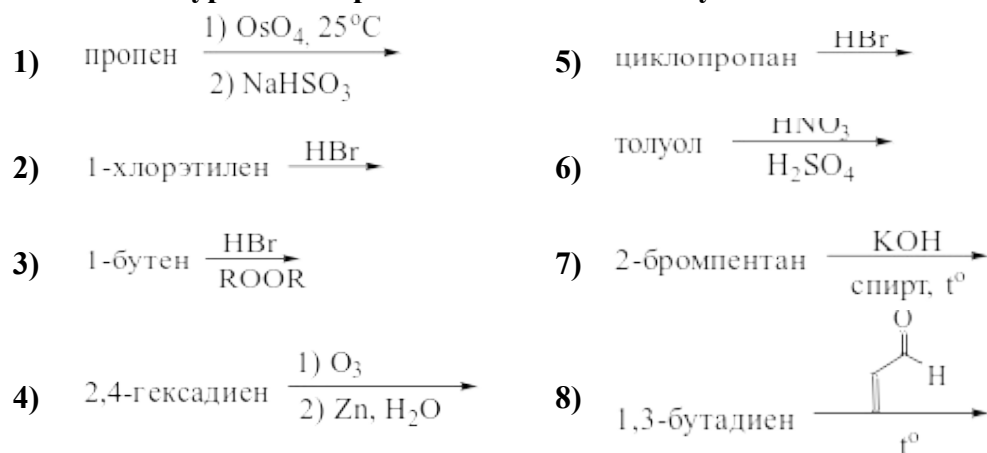 1) пропен 1) OsO₄, 25°C
2) NaHSO₃
2) 1-хлорэтилен HBr
3) 1-бутен HBr
ROOR
4) 2,4-гексадиен 1) O₃
2) Zn, H₂O
5) циклопропан HBr
6) толуол HNO₃
H₂SO₄
7) 2-бромпентан KOH
спирт, t°
8) 1,3-бутадиен
O
H
t°